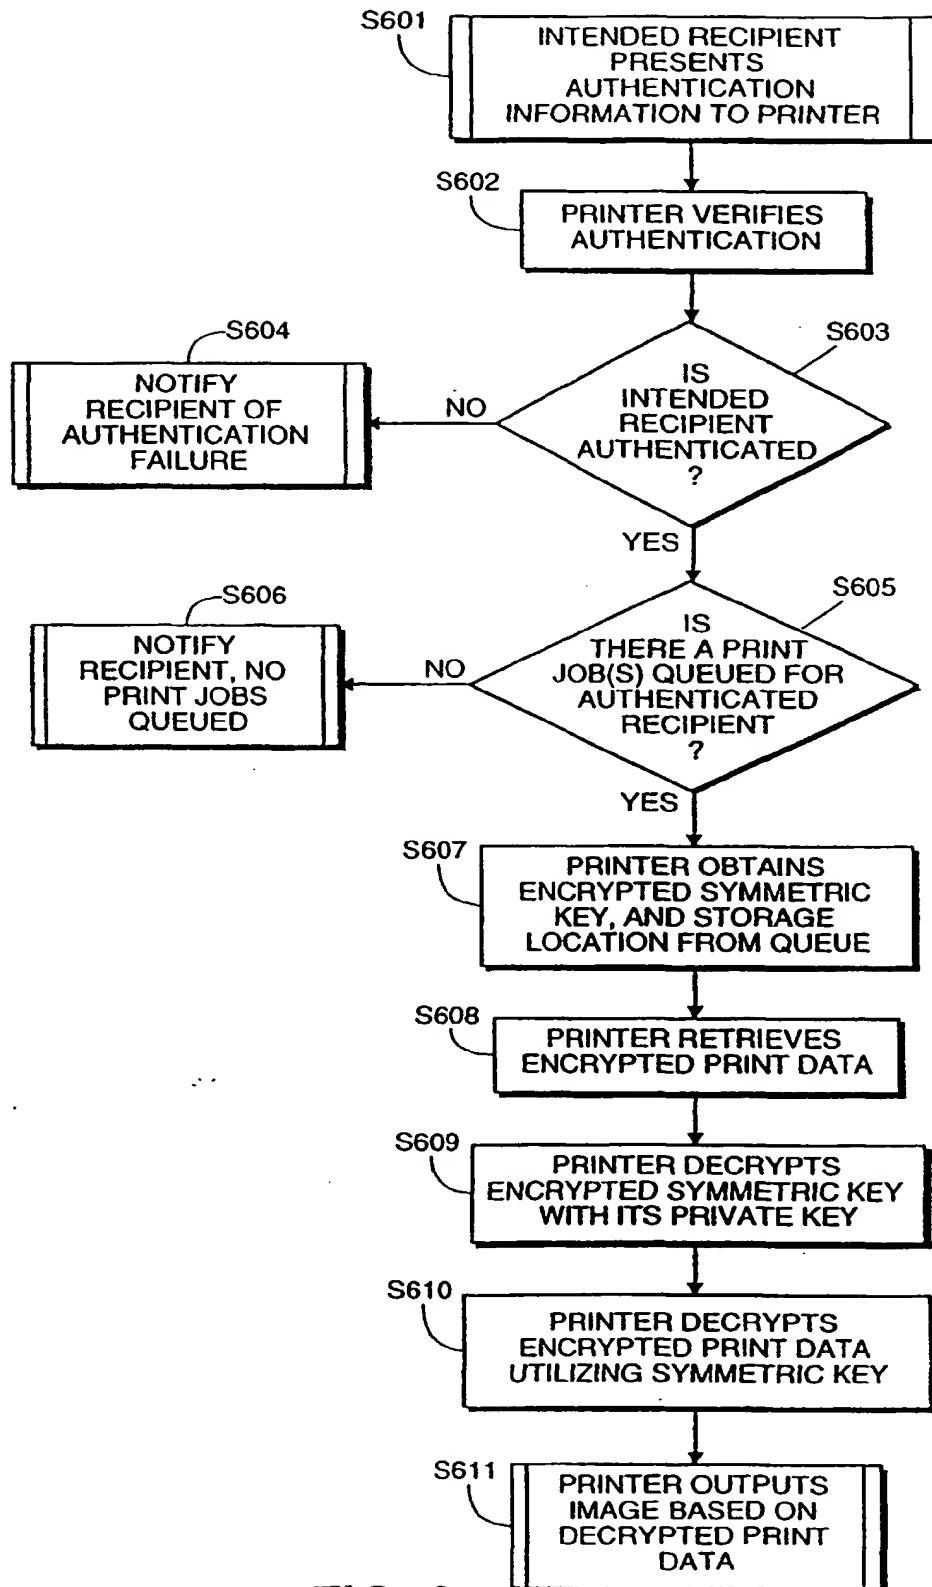 S601
INTENDED RECIPIENT
PRESENTS
AUTHENTICATION
INFORMATION TO PRINTER
S602
PRINTER VERIFIES
AUTHENTICATION
S603
IS
INTENDED
RECIPIENT
AUTHENTICATED
?
NO
S604
NOTIFY
RECIPIENT OF
AUTHENTICATION
FAILURE
YES
S605
IS
THERE A PRINT
JOB(S) QUEUED FOR
AUTHENTICATED
RECIPIENT
?
NO
S606
NOTIFY
RECIPIENT, NO
PRINT JOBS
QUEUED
YES
S607
PRINTER OBTAINS
ENCRYPTED SYMMETRIC
KEY, AND STORAGE
LOCATION FROM QUEUE
S608
PRINTER RETRIEVES
ENCRYPTED PRINT DATA
S609
PRINTER DECRYPTS
ENCRYPTED SYMMETRIC KEY
WITH ITS PRIVATE KEY
S610
PRINTER DECRYPTS
ENCRYPTED PRINT DATA
UTILIZING SYMMETRIC KEY
S611
PRINTER OUTPUTS
IMAGE BASED ON
DECRYPTED PRINT
DATA